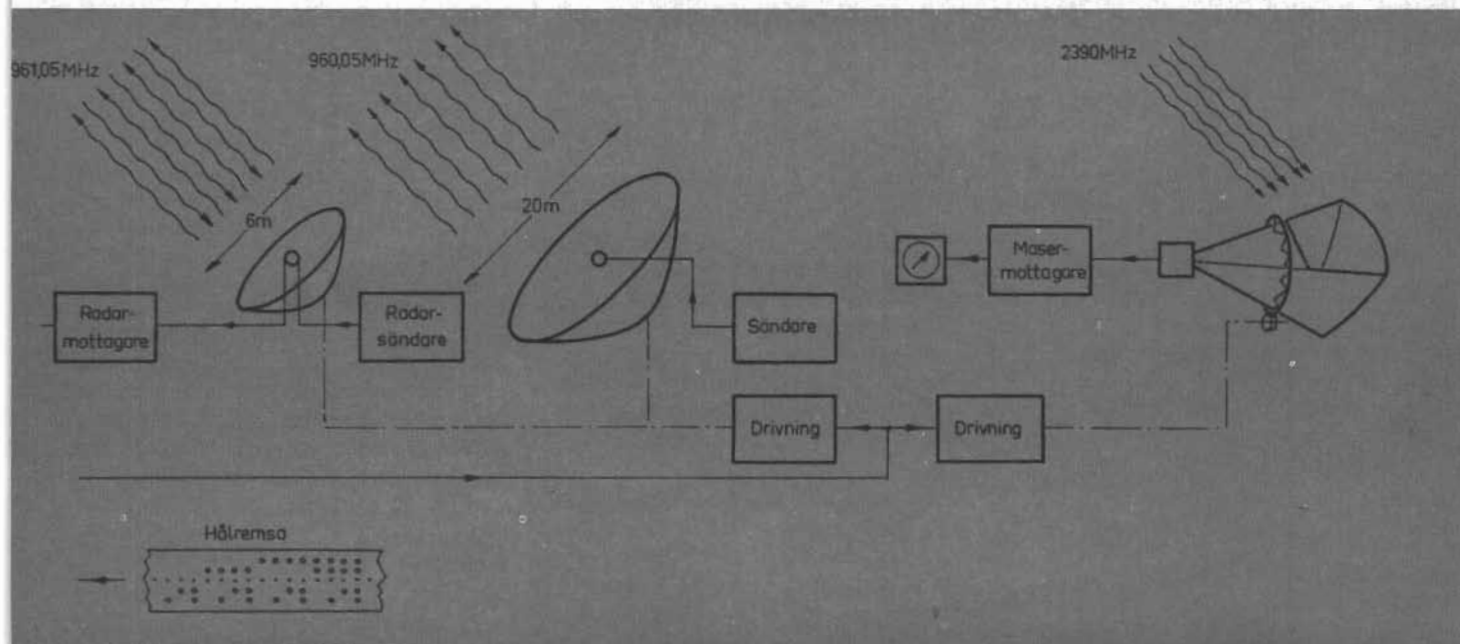 961,05MHz
960,05MHz
2390MHz
6m
20m
Radar-
mottagare
Radar-
sändare
Sändare
Maser-
mottagare
Drivning
Drivning
Hålremsa